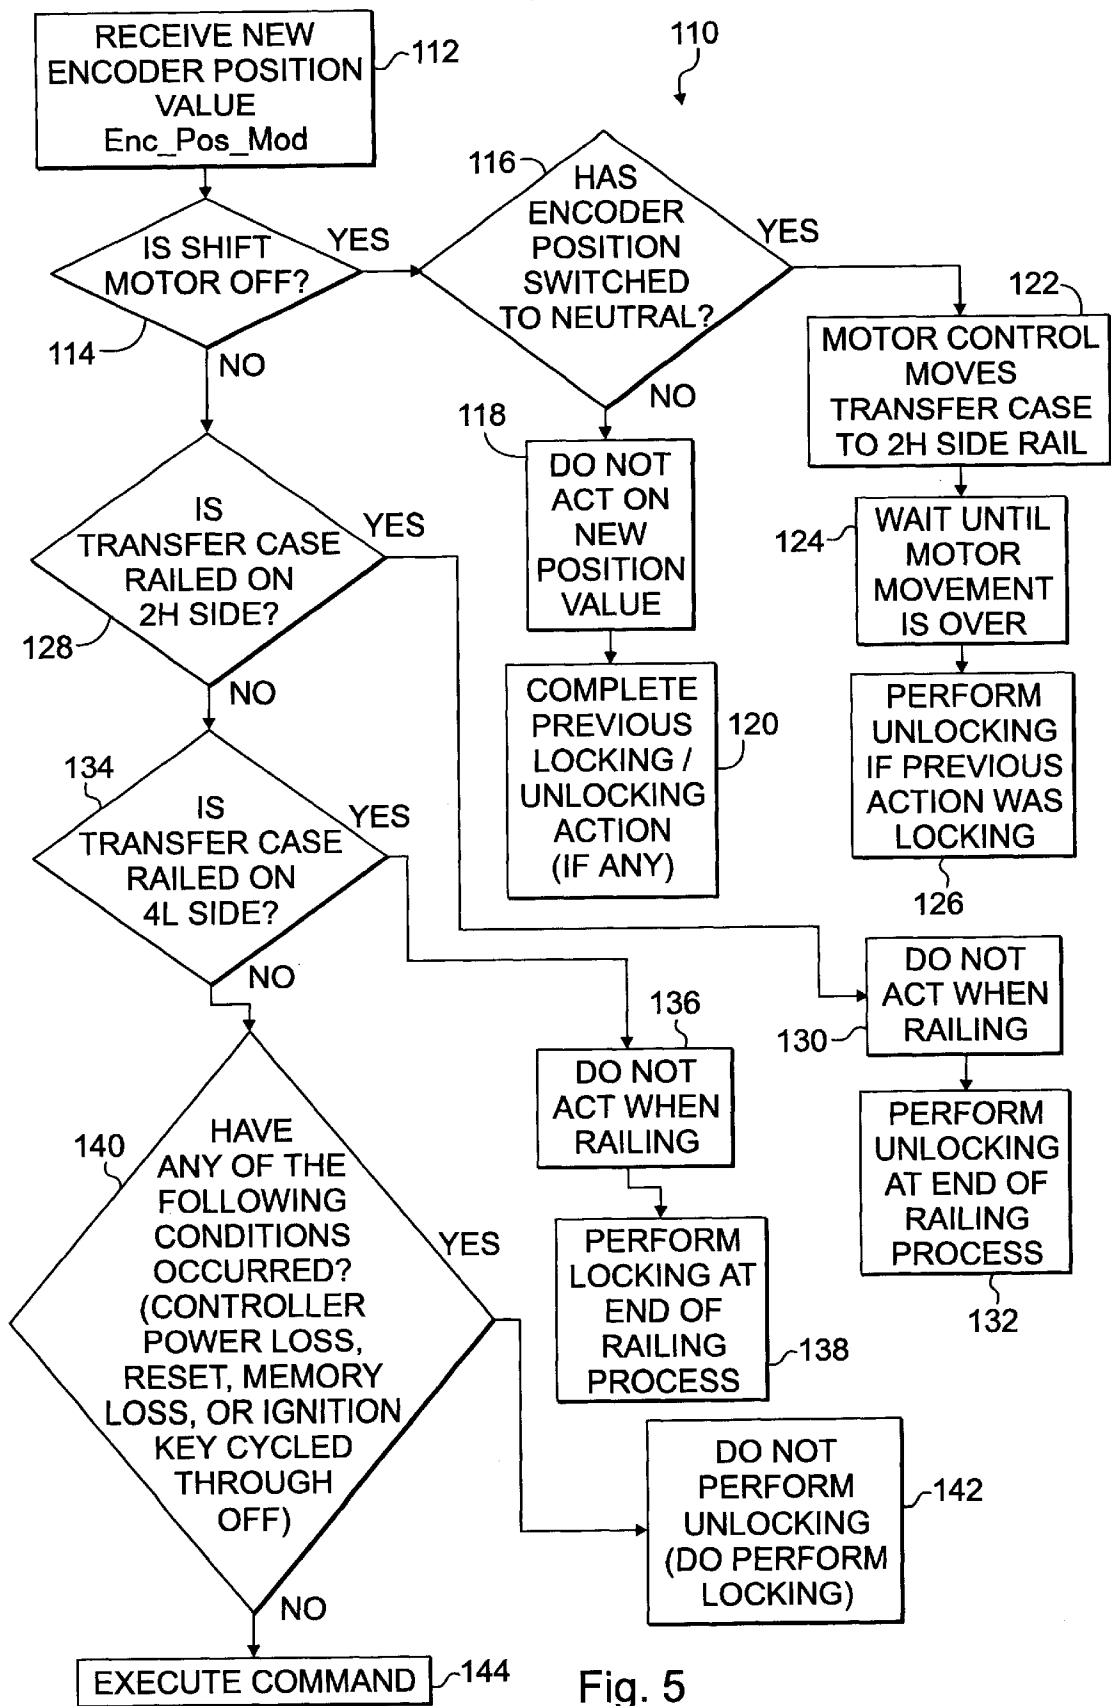 RECEIVE NEW
ENCODER POSITION
VALUE
Enc_Pos_Mod
112
110
IS SHIFT
MOTOR OFF?
YES
NO
114
116
HAS
ENCODER
POSITION
SWITCHED
TO NEUTRAL?
YES
NO
122
MOTOR CONTROL
MOVES
TRANSFER CASE
TO 2H SIDE RAIL
118
DO NOT
ACT ON
NEW
POSITION
VALUE
124
WAIT UNTIL
MOTOR
MOVEMENT
IS OVER
IS
TRANSFER CASE
RAILED ON
2H SIDE?
YES
NO
128
COMPLETE
PREVIOUS
LOCKING /
UNLOCKING
ACTION
(IF ANY)
120
PERFORM
UNLOCKING
IF PREVIOUS
ACTION WAS
LOCKING
126
134
IS
TRANSFER CASE
RAILED ON
4L SIDE?
YES
NO
DO NOT
ACT WHEN
RAILING
130
136
DO NOT
ACT WHEN
RAILING
PERFORM
UNLOCKING
AT END OF
RAILING
PROCESS
132
140
HAVE
ANY OF THE
FOLLOWING
CONDITIONS
OCCURRED?
(CONTROLLER
POWER LOSS,
RESET, MEMORY
LOSS, OR IGNITION
KEY CYCLED
THROUGH
OFF)
YES
NO
PERFORM
LOCKING AT
END OF
RAILING
PROCESS
138
DO NOT
PERFORM
UNLOCKING
(DO PERFORM
LOCKING)
142
EXECUTE COMMAND
144
Fig. 5